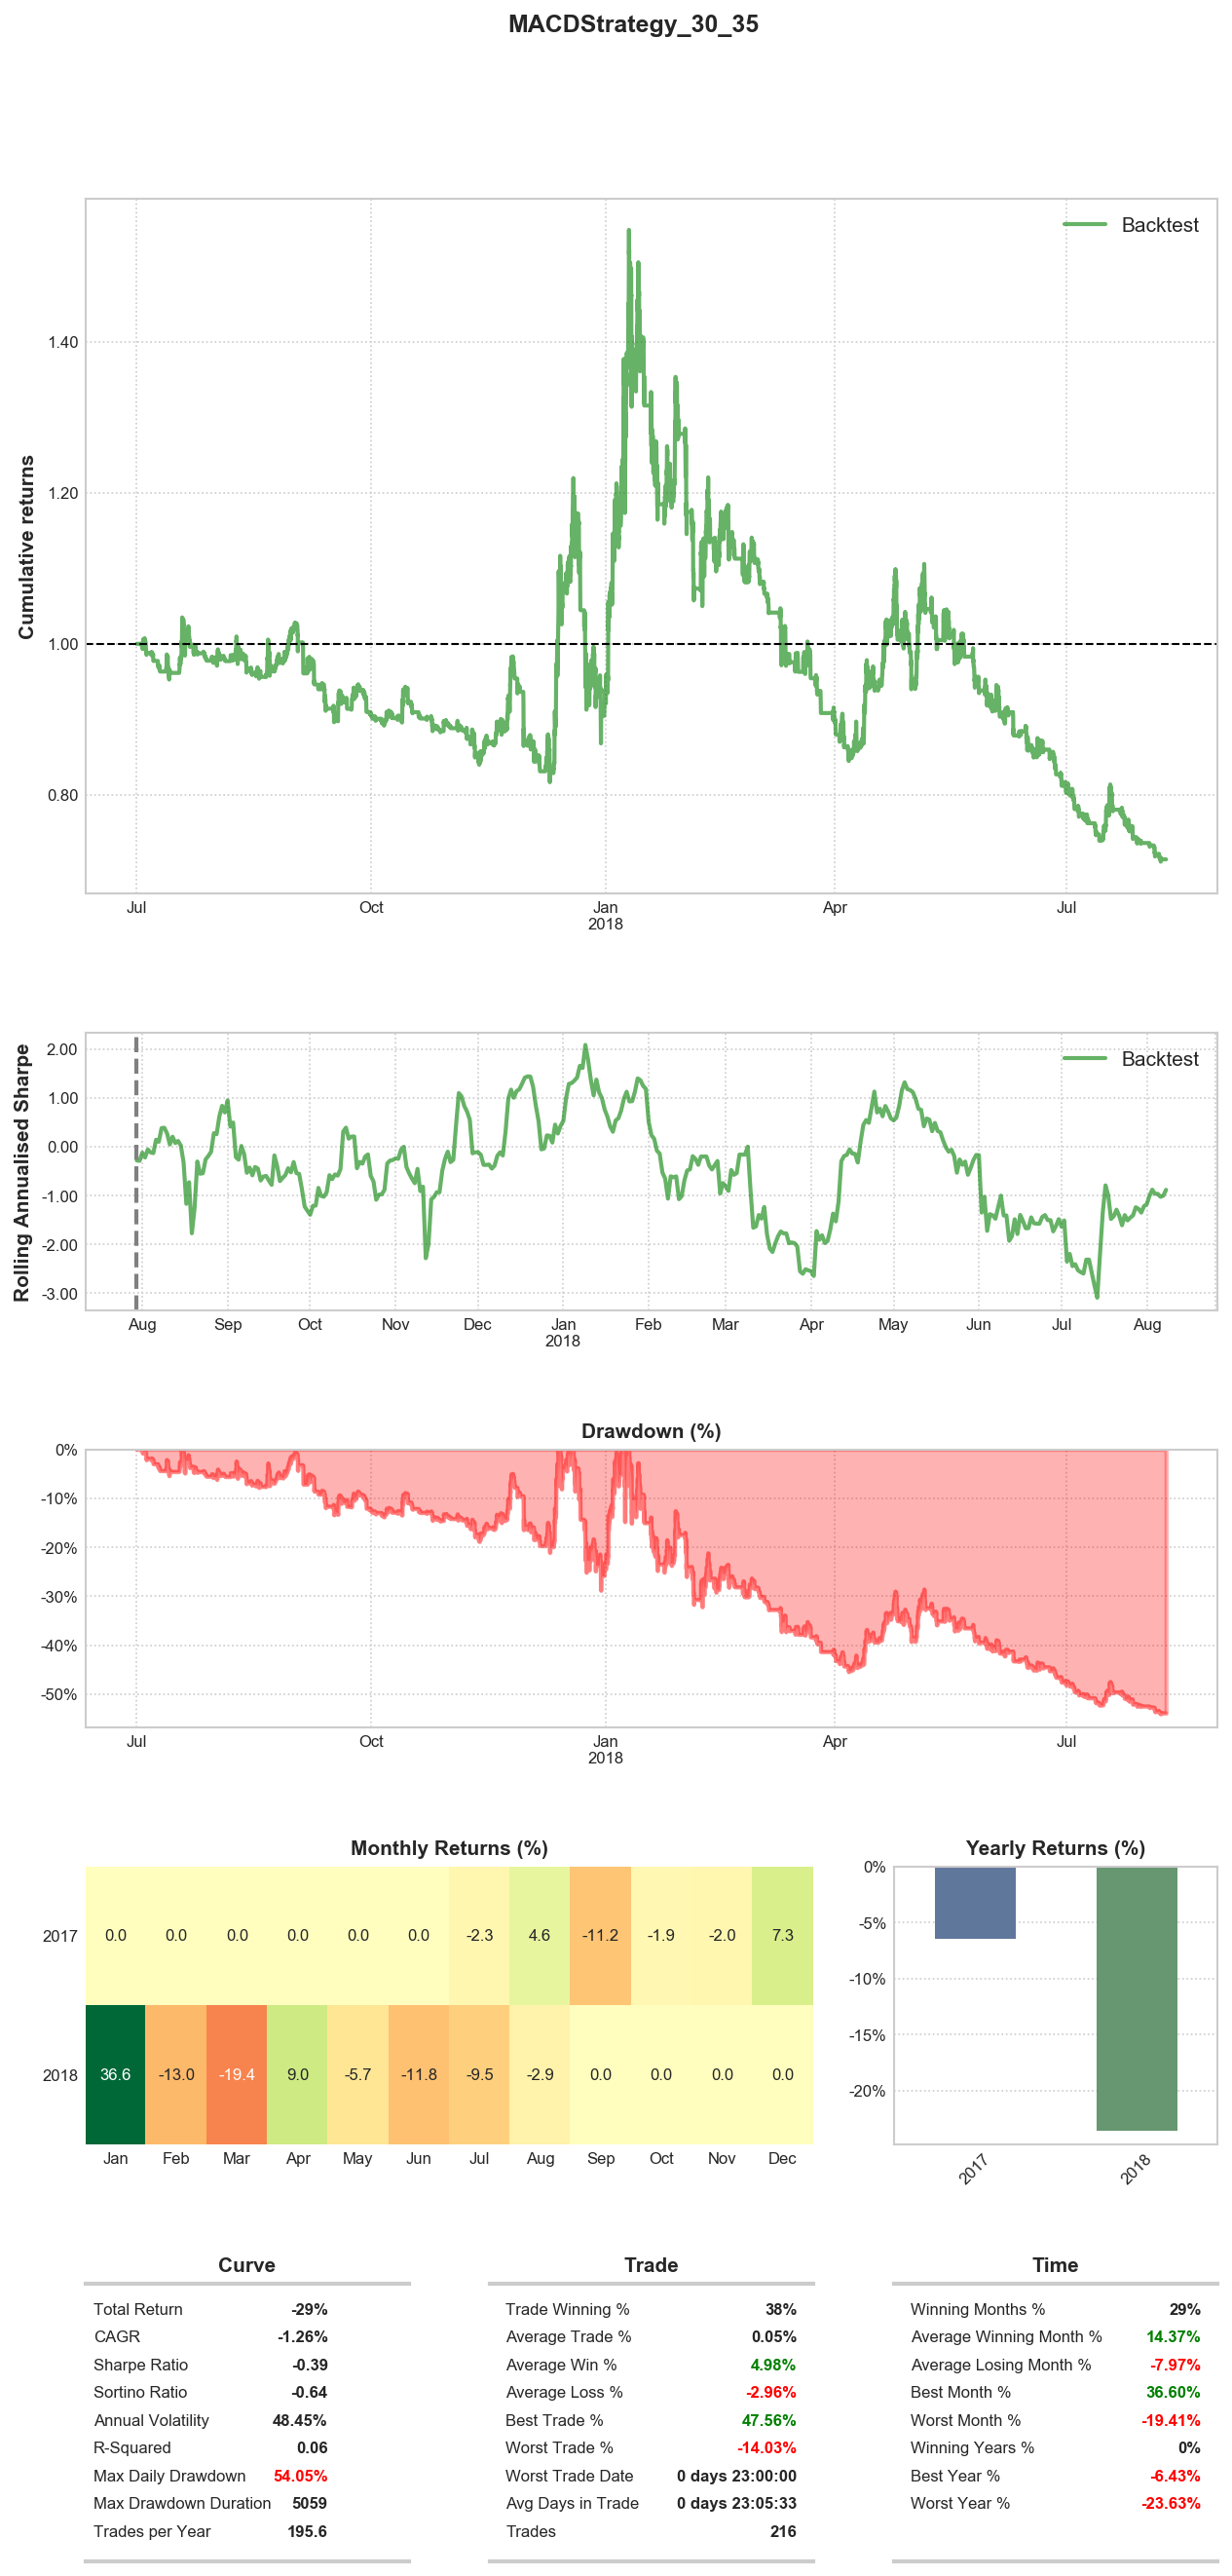 MACDStrategy_30_35
Backtest
1.40
1.20
1.00
0.80
Cumulative returns
Jul Oct Jan Apr Jul
2018
Backtest
2.00
1.00
0.00
-1.00
-2.00
-3.00
Rolling Annualised Sharpe
Aug Sep Oct Nov Dec Jan Feb Mar Apr May Jun Jul Aug
2018
Drawdown (%)
0%
-10%
-20%
-30%
-40%
-50%
Jul Oct Jan Apr Jul
2018
Monthly Returns (%)
2017 0.0 0.0 0.0 0.0 0.0 0.0 -2.3 4.6 -11.2 -1.9 -2.0 7.3
2018 36.6 -13.0 -19.4 9.0 -5.7 -11.8 -9.5 -2.9 0.0 0.0 0.0 0.0
Jan Feb Mar Apr May Jun Jul Aug Sep Oct Nov Dec
Yearly Returns (%)
0%
-5%
-10%
-15%
-20%
2017 2018
Curve
Total Return -29%
CAGR -1.26%
Sharpe Ratio -0.39
Sortino Ratio -0.64
Annual Volatility 48.45%
R-Squared 0.06
Max Daily Drawdown 54.05%
Max Drawdown Duration 5059
Trades per Year 195.6
Trade
Trade Winning % 38%
Average Trade % 0.05%
Average Win % 4.98%
Average Loss % -2.96%
Best Trade % 47.56%
Worst Trade % -14.03%
Worst Trade Date 0 days 23:00:00
Avg Days in Trade 0 days 23:05:33
Trades 216
Time
Winning Months % 29%
Average Winning Month % 14.37%
Average Losing Month % -7.97%
Best Month % 36.60%
Worst Month % -19.41%
Winning Years % 0%
Best Year % -6.43%
Worst Year % -23.63%